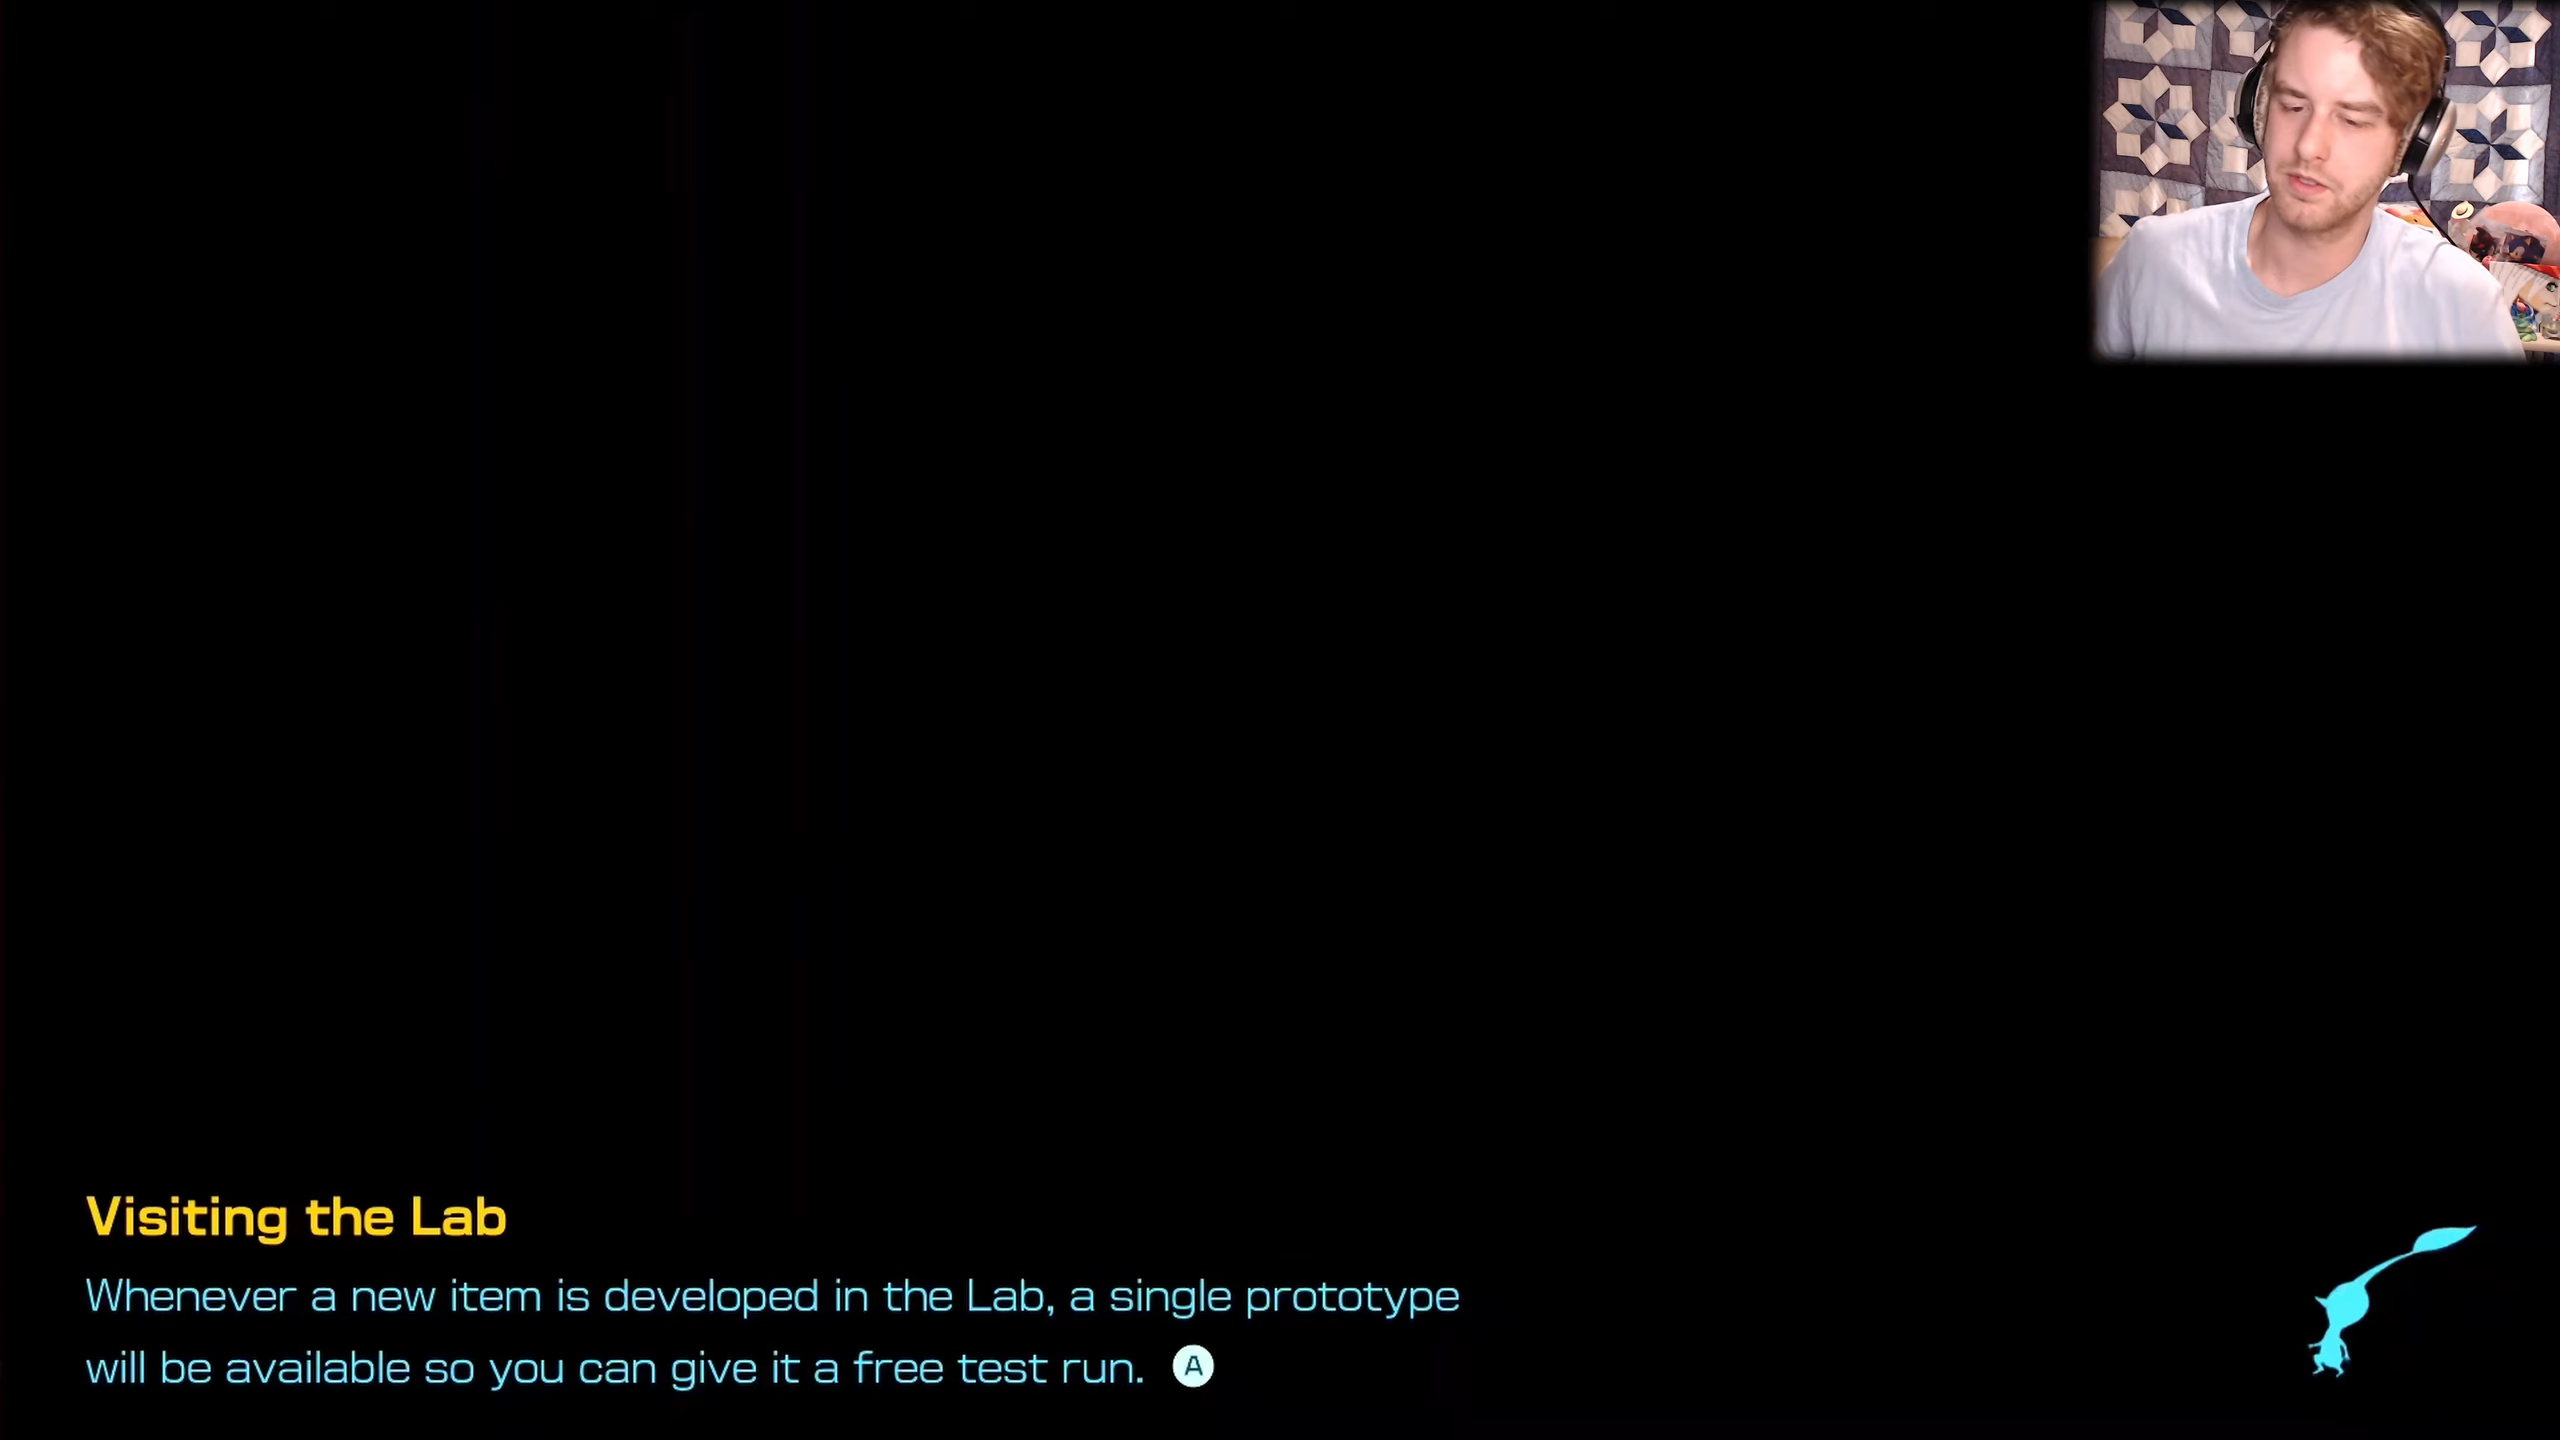 Visiting the Lab
Whenever a new item is developed in the Lab, a single prototype
will be available so you can give it a free test run. A